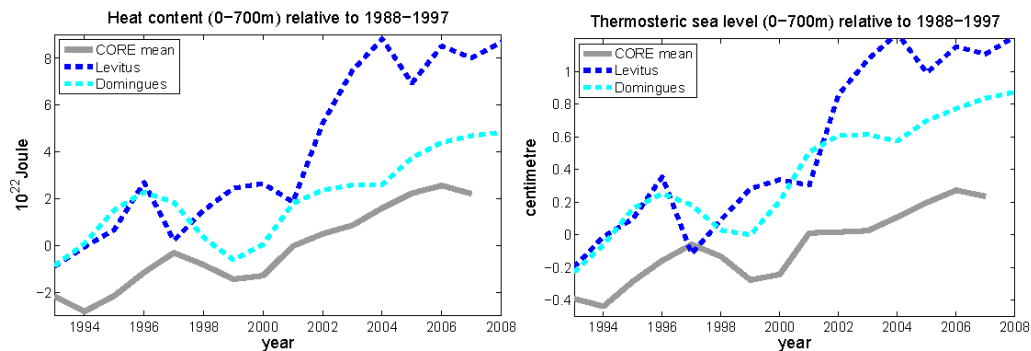 Heat content (0−700m) relative to 1988−1997
CORE mean
Levitus
Domingues
8
6
4
2
0
−2
10²²Joule
1994 1996 1998 2000 2002 2004 2006 2008
year
Thermosteric sea level (0−700m) relative to 1988−1997
CORE mean
Levitus
Domingues
1
0.8
0.6
0.4
0.2
0
−0.2
−0.4
centimetre
1994 1996 1998 2000 2002 2004 2006 2008
year